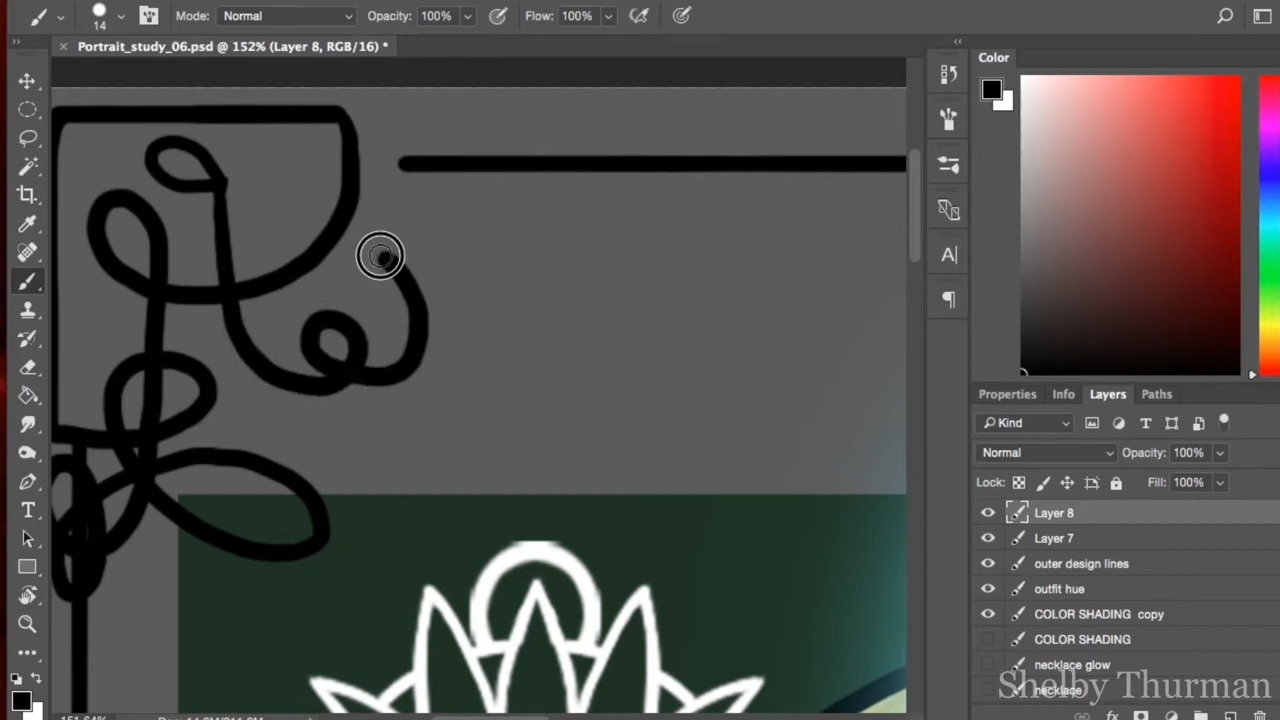 14 Mode: Normal Opacity: 100% Flow: 100%
Portrait_study_06.psd @ 152% (Layer 8, RGB/16) *
Color
Properties Info Layers Paths
Kind
Normal Opacity: 100%
Lock: Fill: 100%
Layer 8
Layer 7
outer design lines
outfit hue
COLOR SHADING copy
COLOR SHADING
necklace glow
necklace
Shelby Thurman